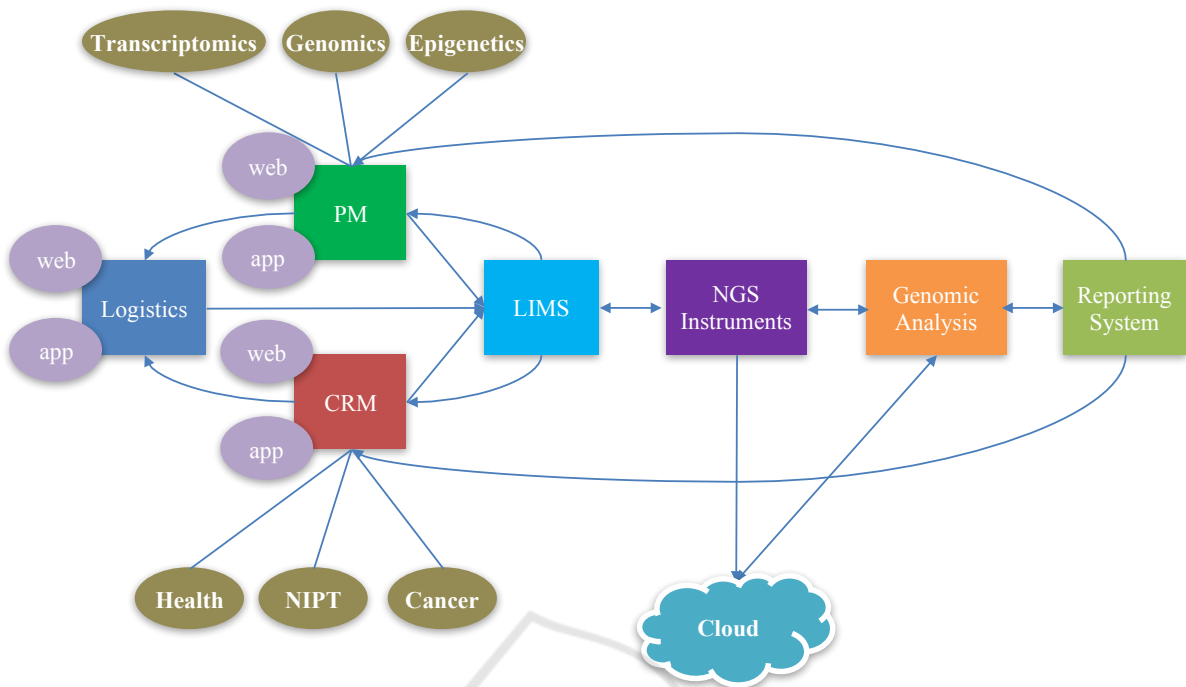 Transcriptomics
Genomics
Epigenetics
web
PM
app
web
Logistics
app
web
CRM
app
LIMS
NGS
Instruments
Genomic
Analysis
Reporting
System
Health
NIPT
Cancer
Cloud